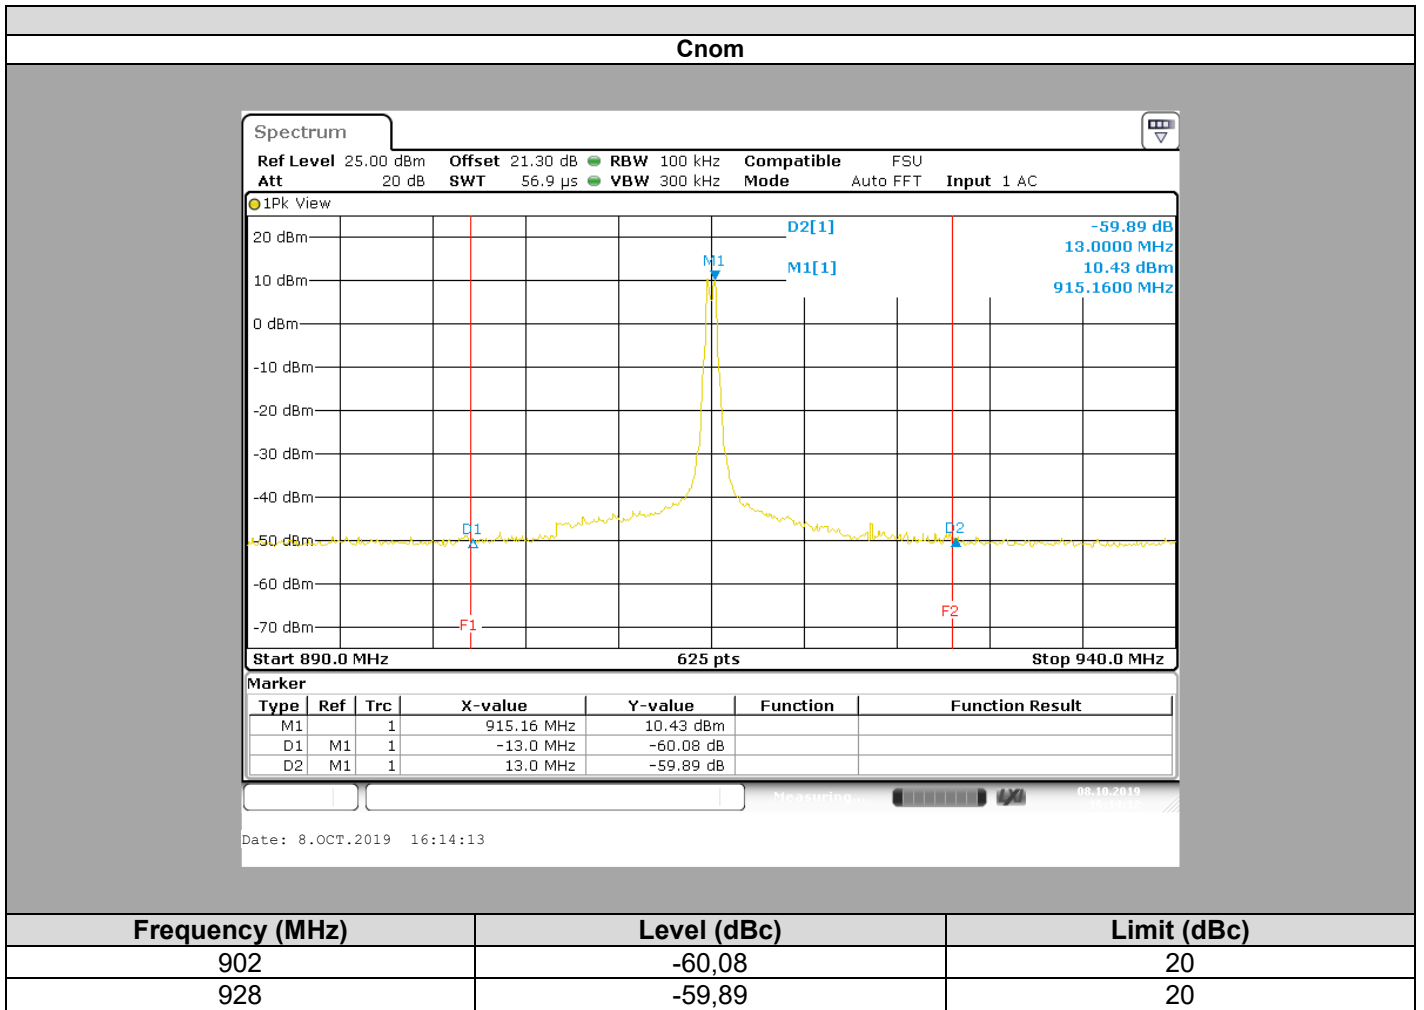 Cnom
Spectrum
Ref Level 25.00 dBm Offset 21.30 dB RBW 100 kHz Compatible FSU
Att 20 dB SWT 56.9 µs VBW 300 kHz Mode Auto FFT Input 1 AC
1Pk View
D2[1] -59.89 dB
13.0000 MHz
M1[1] 10.43 dBm
915.1600 MHz
20 dBm
M1
10 dBm
0 dBm
-10 dBm
-20 dBm
-30 dBm
-40 dBm
D1 D2
-50 dBm
-60 dBm
F2
-70 dBm F1
Start 890.0 MHz 625 pts Stop 940.0 MHz
Marker
Type Ref Trc X-value Y-value Function Function Result
M1 1 915.16 MHz 10.43 dBm
D1 M1 1 -13.0 MHz -60.08 dB
D2 M1 1 13.0 MHz -59.89 dB
Measuring... LXI 08.10.2019
Date: 8.OCT.2019 16:14:13
Frequency (MHz) Level (dBc) Limit (dBc)
902 -60,08 20
928 -59,89 20